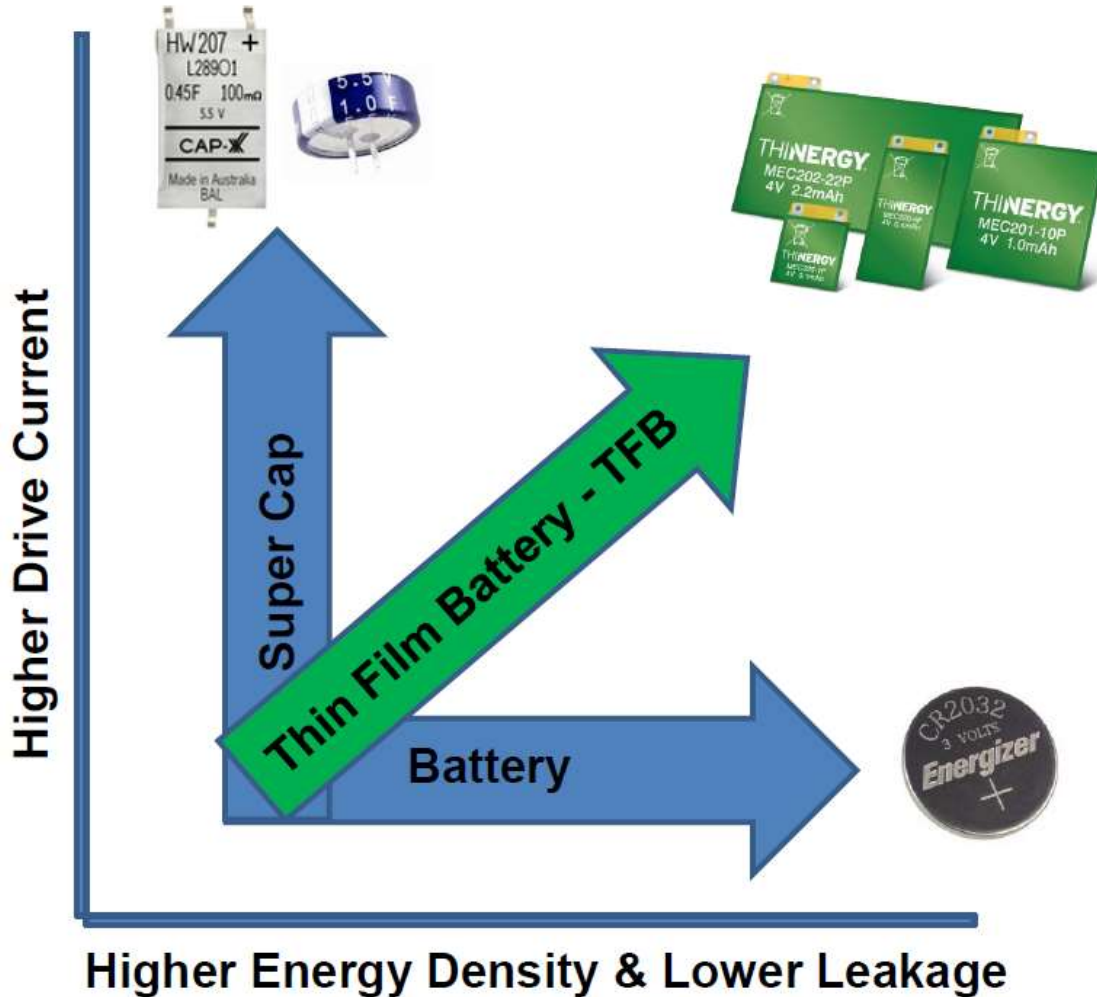 HW207 +
L28901
0.45F 100mΩ
5.5 V
CAP-XX
Made in Australia
BAL
5.5 V
1.0 F
THINERGY
MEC202-22P
4V 2.2mAh
THINERGY
THINERGY
MEC201-10P
4V 1.0mAh
THINERGY
Higher Drive Current
Super Cap
Thin Film Battery - TFB
Battery
CR2032
3 VOLTS
Energizer
+
Higher Energy Density & Lower Leakage